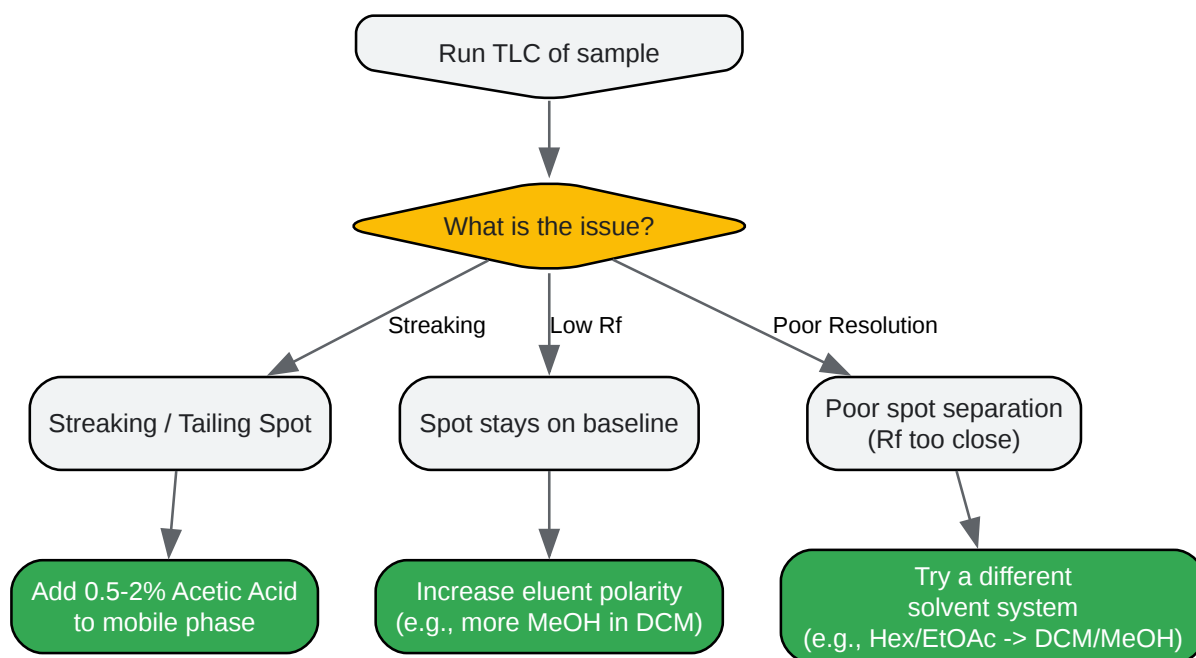 Run TLC of sample
What is the issue?
Streaking
Low Rf
Poor Resolution
Streaking / Tailing Spot
Spot stays on baseline
Poor spot separation
(Rf too close)
Add 0.5-2% Acetic Acid
to mobile phase
Increase eluent polarity
(e.g., more MeOH in DCM)
Try a different
solvent system
(e.g., Hex/EtOAc -> DCM/MeOH)